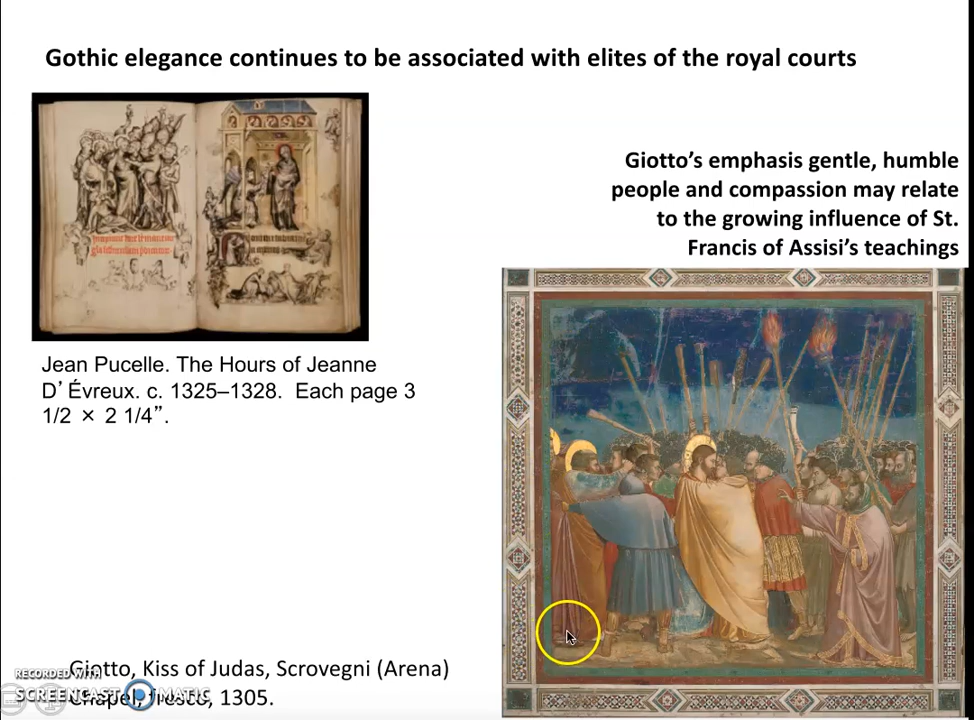 Gothic elegance continues to be associated with elites of the royal courts
Giotto’s emphasis gentle, humble
people and compassion may relate
to the growing influence of St.
Francis of Assisi’s teachings
Jean Pucelle. The Hours of Jeanne
D’Évreux. c. 1325–1328. Each page 3
1/2 × 2 1/4”.
Giotto, Kiss of Judas, Scrovegni (Arena)
Chapel, fresco, 1305.
RECORDED WITH
SCREENCAST MATIC